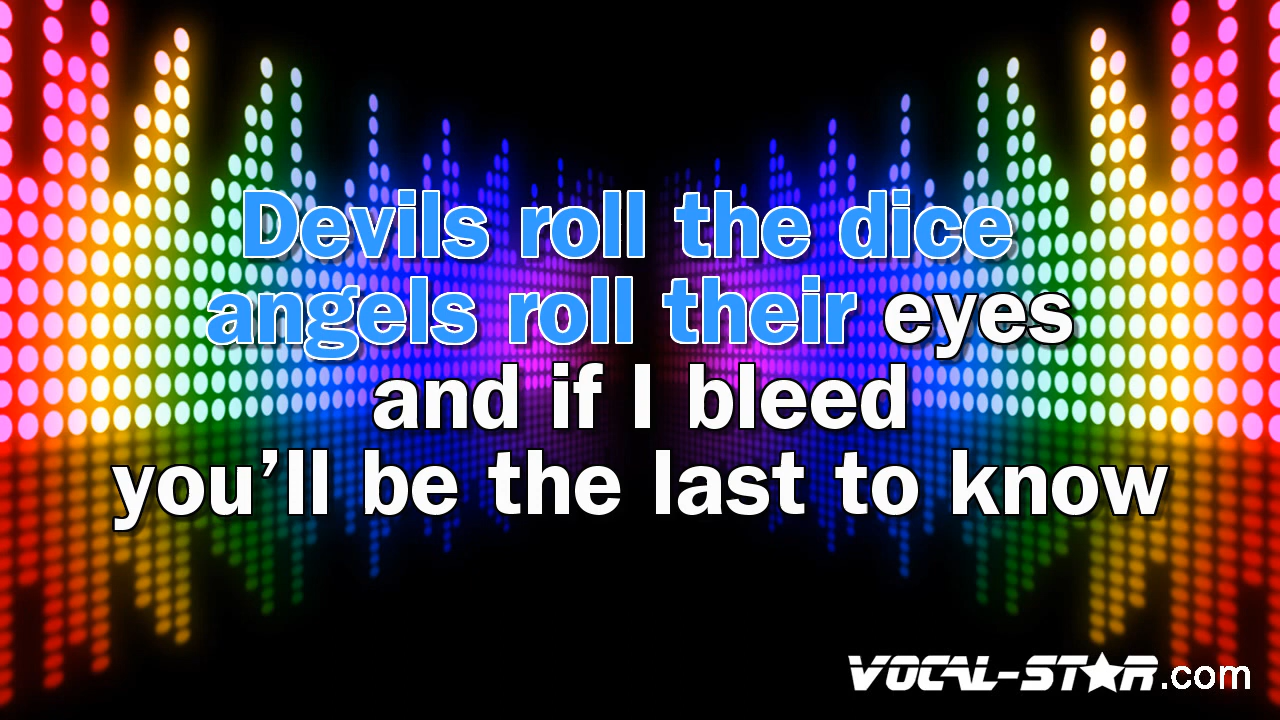 Devils roll the dice
angels roll their eyes
and if I bleed
you’ll be the last to know
VOCAL-STAR.com